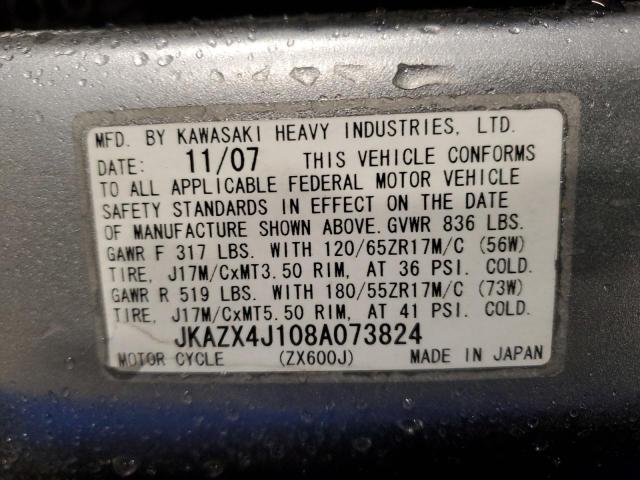 MFD. BY KAWASAKI HEAVY INDUSTRIES, LTD.
DATE: 11/07 THIS VEHICLE CONFORMS
TO ALL APPLICABLE FEDERAL MOTOR VEHICLE
SAFETY STANDARDS IN EFFECT ON THE DATE
OF MANUFACTURE SHOWN ABOVE. GVWR 836 LBS.
GAWR F 317 LBS. WITH 120/65ZR17M/C (56W)
TIRE, J17M/CxMT3.50 RIM, AT 36 PSI. COLD.
GAWR R 519 LBS. WITH 180/55ZR17M/C (73W)
TIRE, J17M/CxMT5.50 RIM, AT 41 PSI. COLD.
JKAZX4J108A073824
MOTOR CYCLE (ZX600J) MADE IN JAPAN